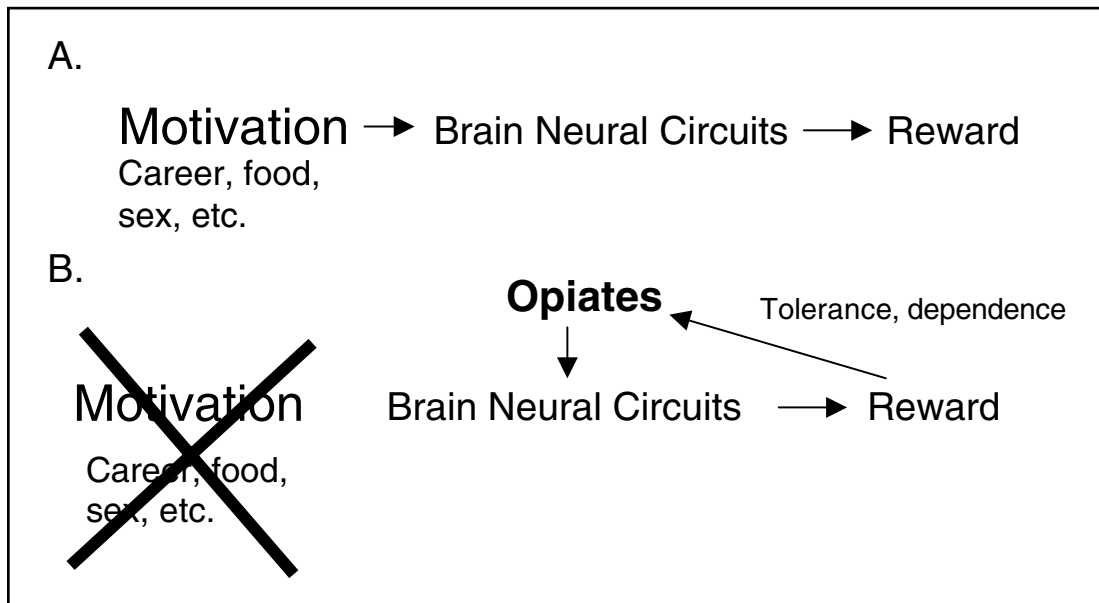 A.
Motivation → Brain Neural Circuits → Reward
Career, food,
sex, etc.
B.
Opiates
Tolerance, dependence
Motivation
Brain Neural Circuits → Reward
Career, food,
sex, etc.